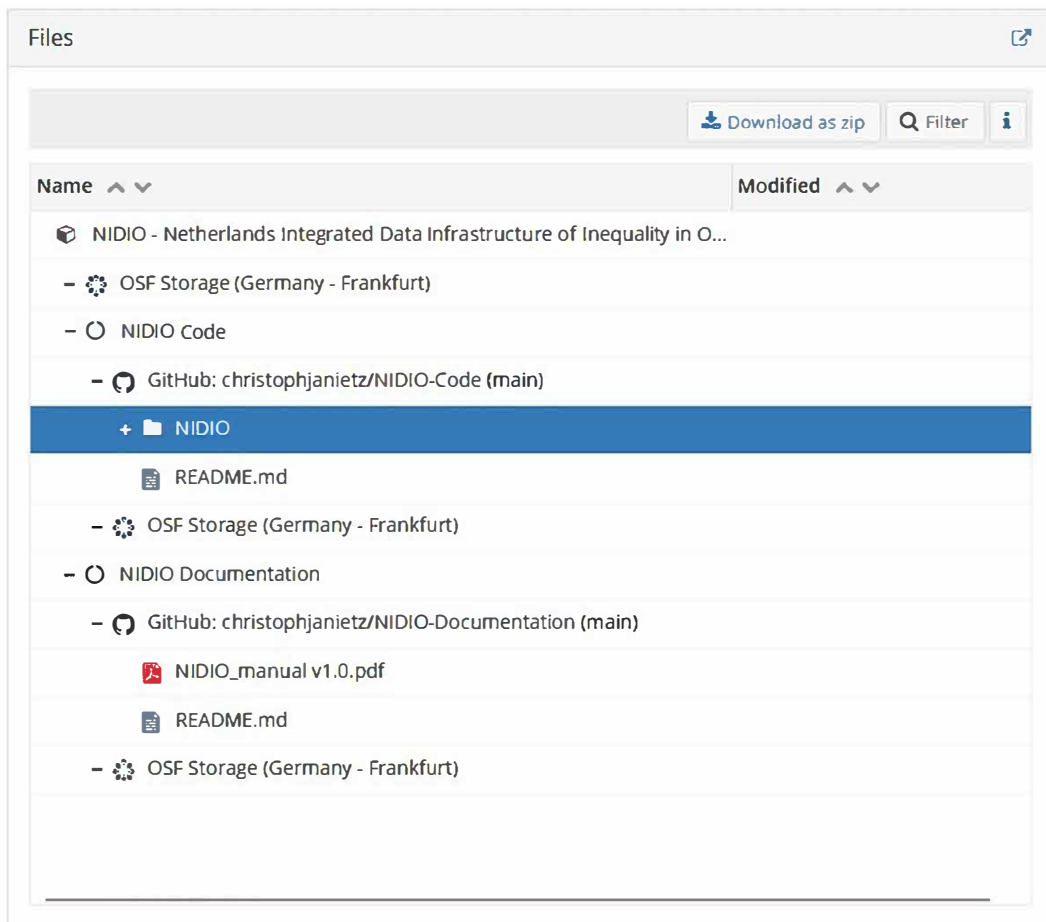 Files
Download as zip Filter i
Name Modified
NIDIO - Netherlands Integrated Data Infrastructure of Inequality in O...
– OSF Storage (Germany - Frankfurt)
– NIDIO Code
– GitHub: christophjanietz/NIDIO-Code (main)
+ NIDIO
README.md
– OSF Storage (Germany - Frankfurt)
– NIDIO Documentation
– GitHub: christophjanietz/NIDIO-Documentation (main)
NIDIO_manual v1.0.pdf
README.md
– OSF Storage (Germany - Frankfurt)